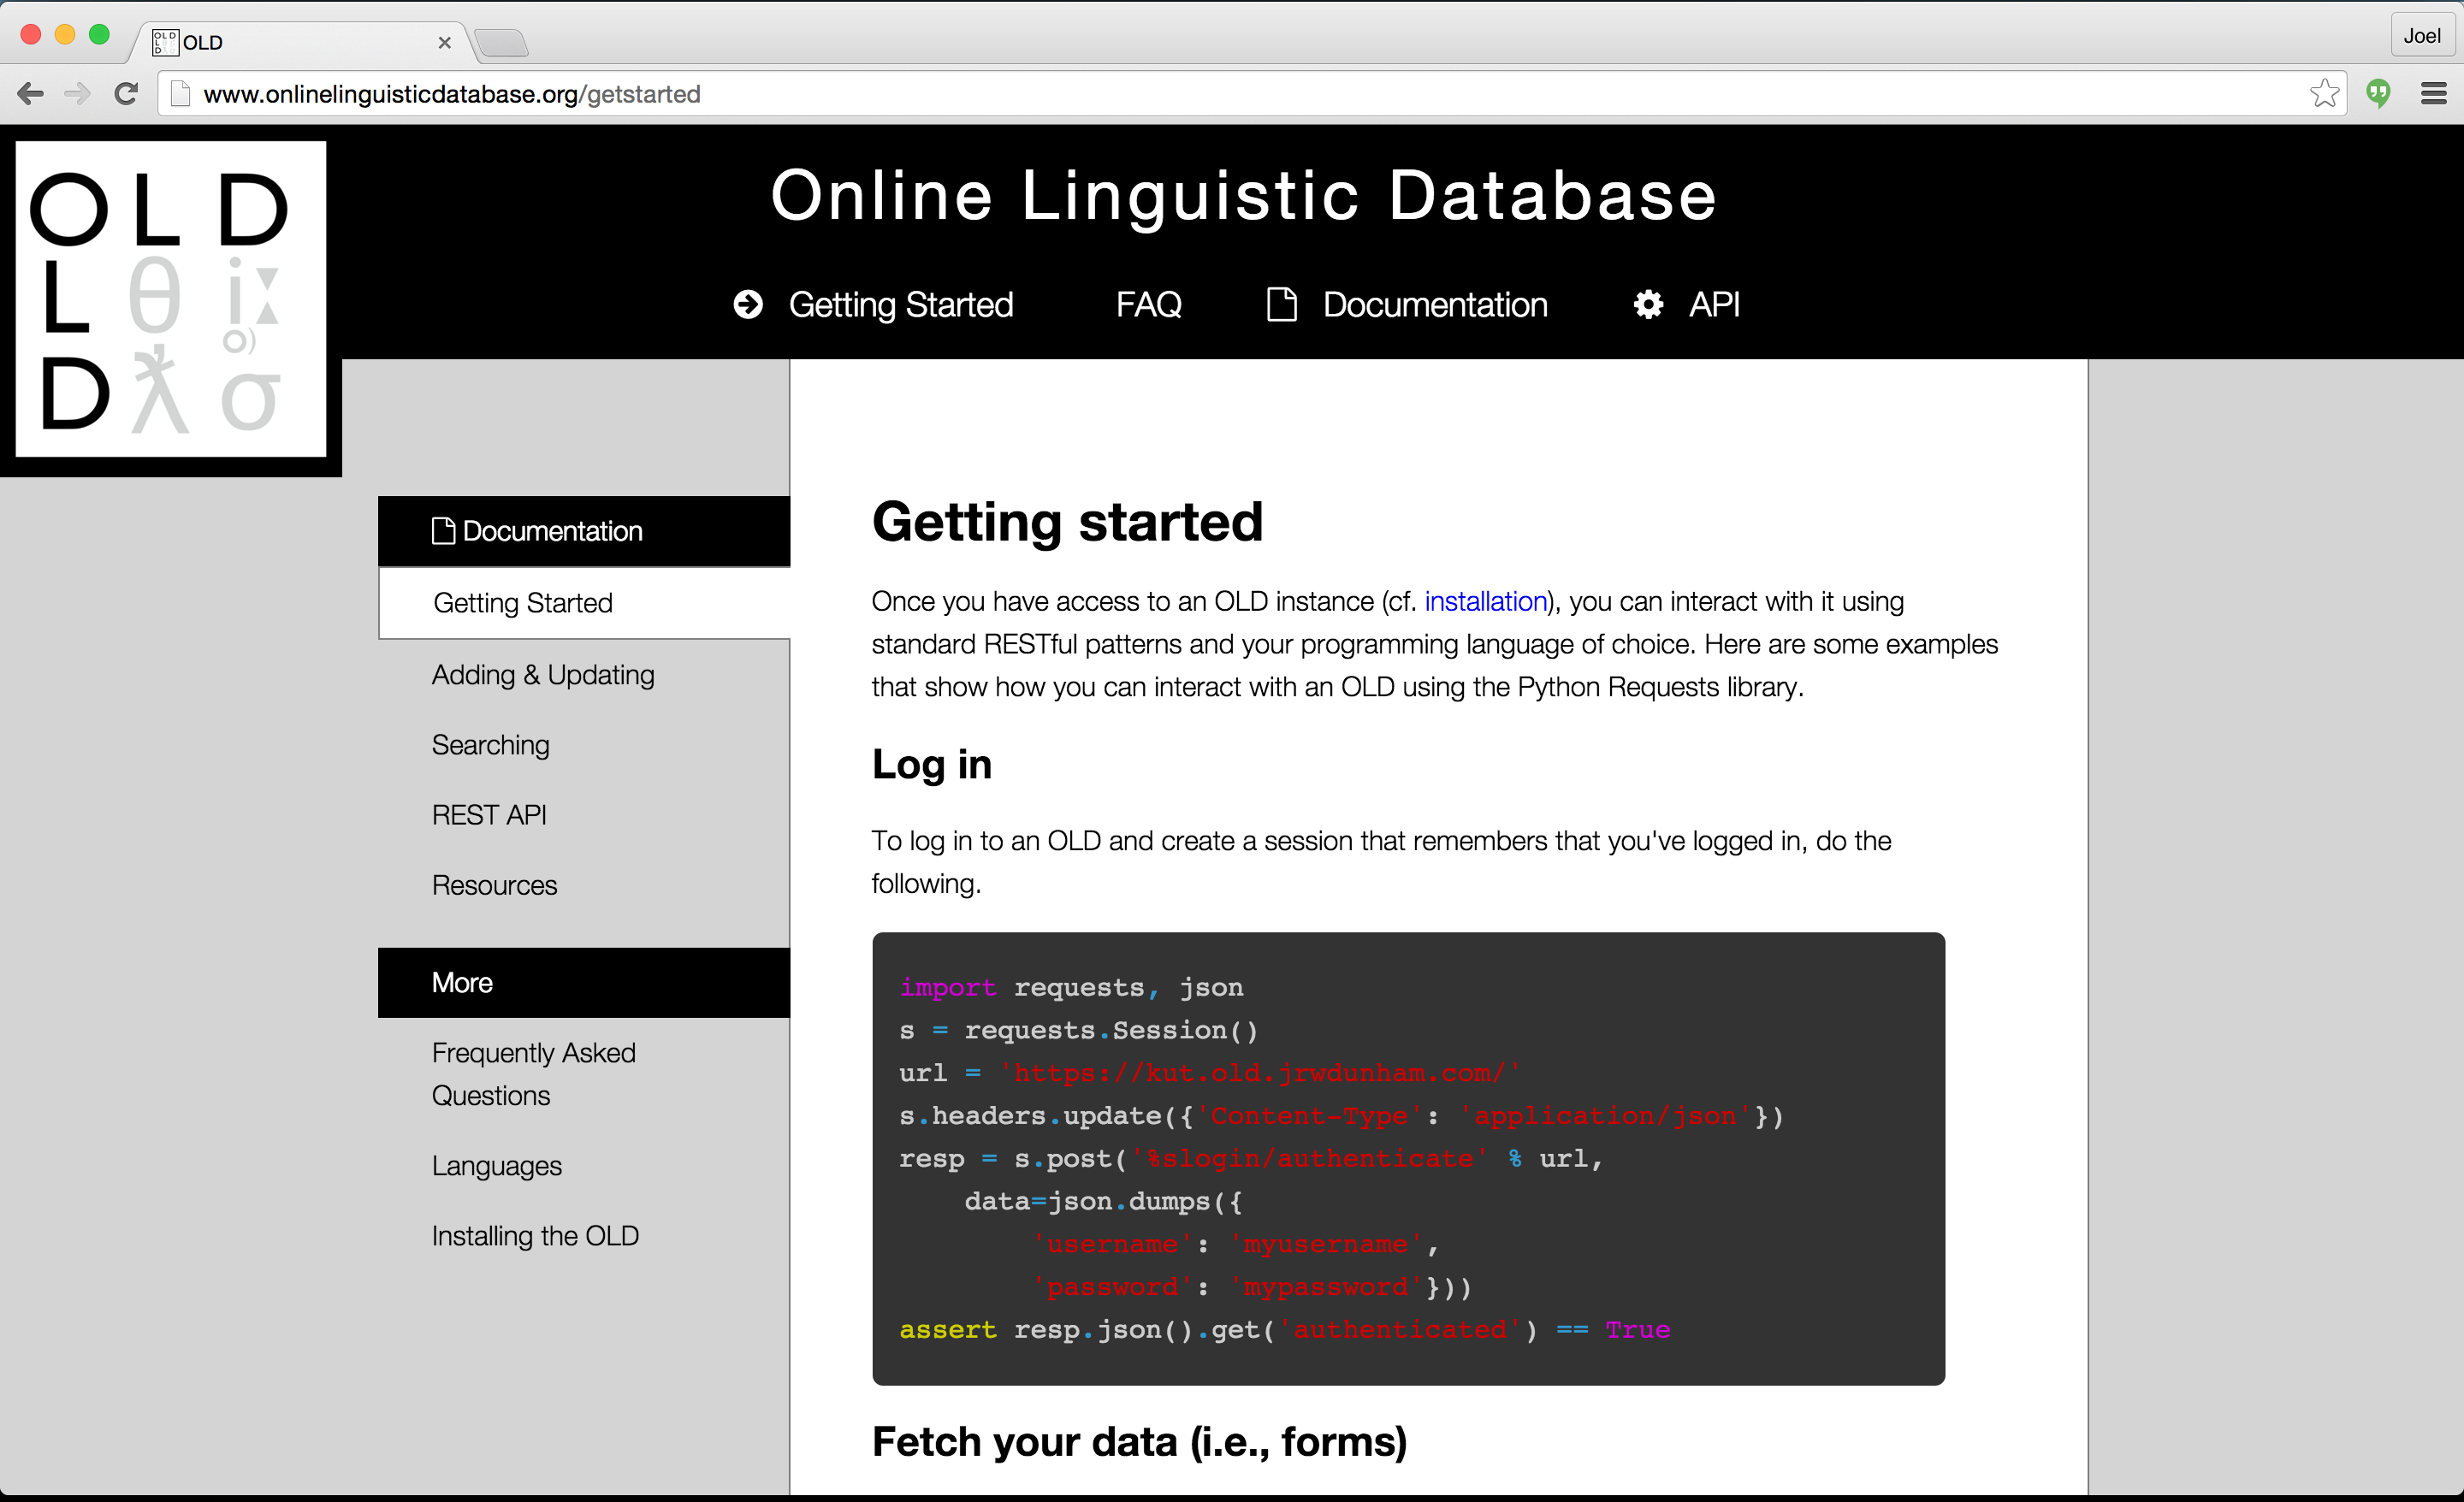 OLD
Joel
www.onlinelinguisticdatabase.org/getstarted
OLD
L θ i:
o)
D ƛ̓ σ
Online Linguistic Database
Getting Started FAQ Documentation API
Documentation
Getting Started
Adding & Updating
Searching
REST API
Resources
More
Frequently Asked
Questions
Languages
Installing the OLD
Getting started
Once you have access to an OLD instance (cf. installation), you can interact with it using
standard RESTful patterns and your programming language of choice. Here are some examples
that show how you can interact with an OLD using the Python Requests library.
Log in
To log in to an OLD and create a session that remembers that you've logged in, do the
following.
import requests, json
s = requests.Session()
url = 'https://kut.old.jrwdunham.com/'
s.headers.update({'Content-Type': 'application/json'})
resp = s.post('%slogin/authenticate' % url,
    data=json.dumps({
        'username': 'myusername',
        'password': 'mypassword'}))
assert resp.json().get('authenticated') == True
Fetch your data (i.e., forms)